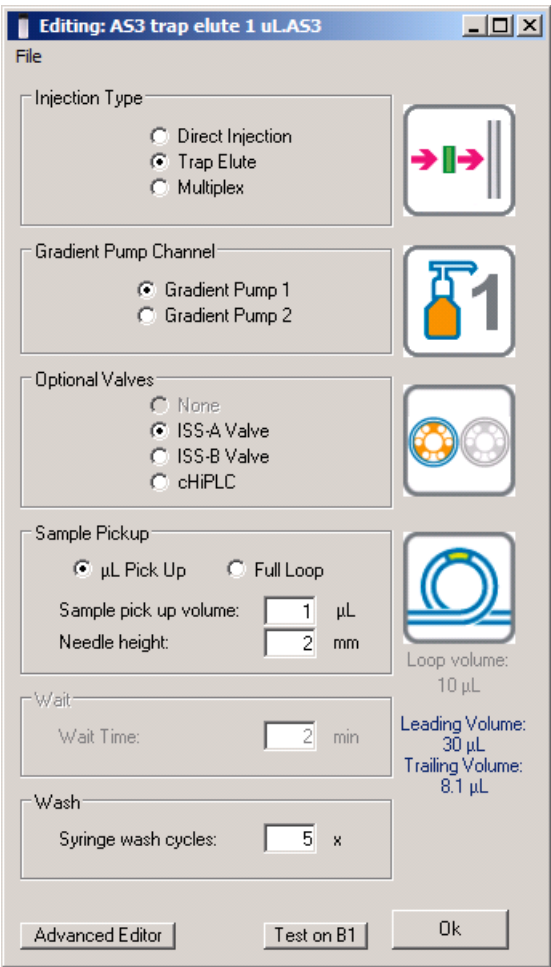 Editing: AS3 trap elute 1 uL.AS3
File
Injection Type
Direct Injection
Trap Elute
Multiplex
Gradient Pump Channel
Gradient Pump 1
Gradient Pump 2
1
Optional Valves
None
ISS-A Valve
ISS-B Valve
cHiPLC
Sample Pickup
µL Pick Up Full Loop
Sample pick up volume: 1 µL
Needle height: 2 mm
Loop volume:
10 µL
Wait
Wait Time: 2 min
Leading Volume:
30 µL
Trailing Volume:
8.1 µL
Wash
Syringe wash cycles: 5 x
Advanced Editor Test on B1 Ok